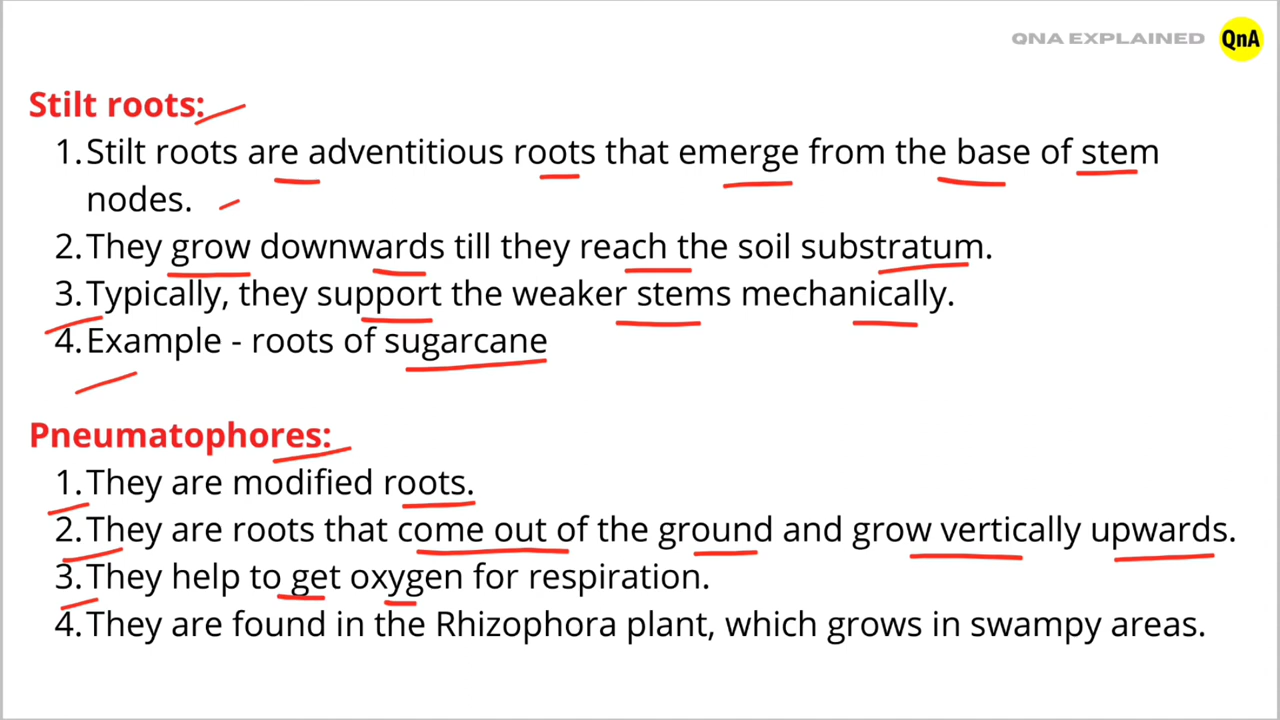 QNA EXPLAINED QnA
Stilt roots:
1. Stilt roots are adventitious roots that emerge from the base of stem
nodes.
2. They grow downwards till they reach the soil substratum.
3. Typically, they support the weaker stems mechanically.
4. Example - roots of sugarcane
Pneumatophores:
1. They are modified roots.
2. They are roots that come out of the ground and grow vertically upwards.
3. They help to get oxygen for respiration.
4. They are found in the Rhizophora plant, which grows in swampy areas.